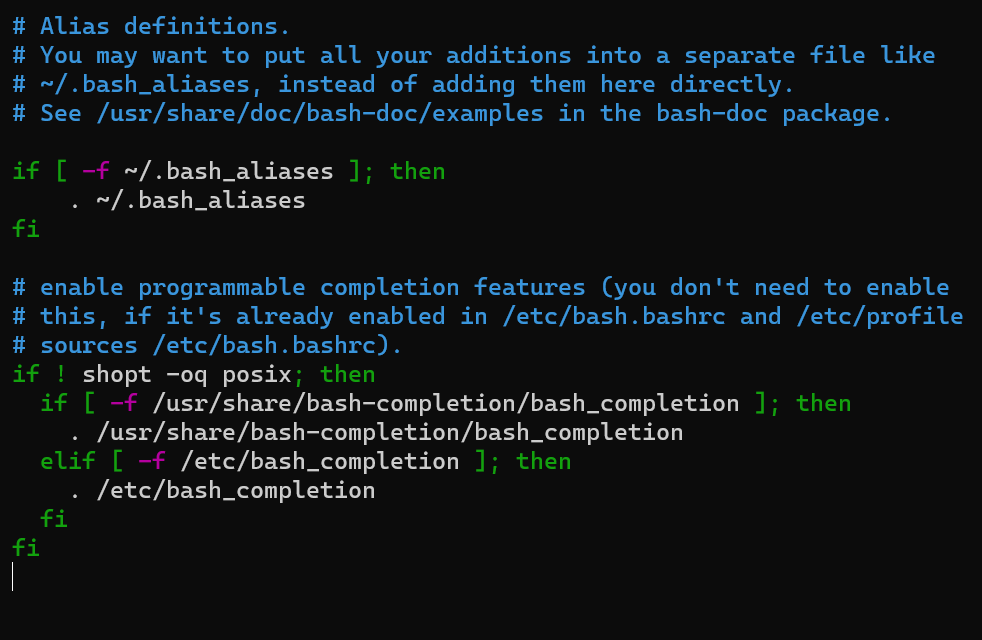 # Alias definitions.
# You may want to put all your additions into a separate file like
# ~/.bash_aliases, instead of adding them here directly.
# See /usr/share/doc/bash-doc/examples in the bash-doc package.

if [ -f ~/.bash_aliases ]; then
    . ~/.bash_aliases
fi

# enable programmable completion features (you don't need to enable
# this, if it's already enabled in /etc/bash.bashrc and /etc/profile
# sources /etc/bash.bashrc).
if ! shopt -oq posix; then
  if [ -f /usr/share/bash-completion/bash_completion ]; then
    . /usr/share/bash-completion/bash_completion
  elif [ -f /etc/bash_completion ]; then
    . /etc/bash_completion
  fi
fi